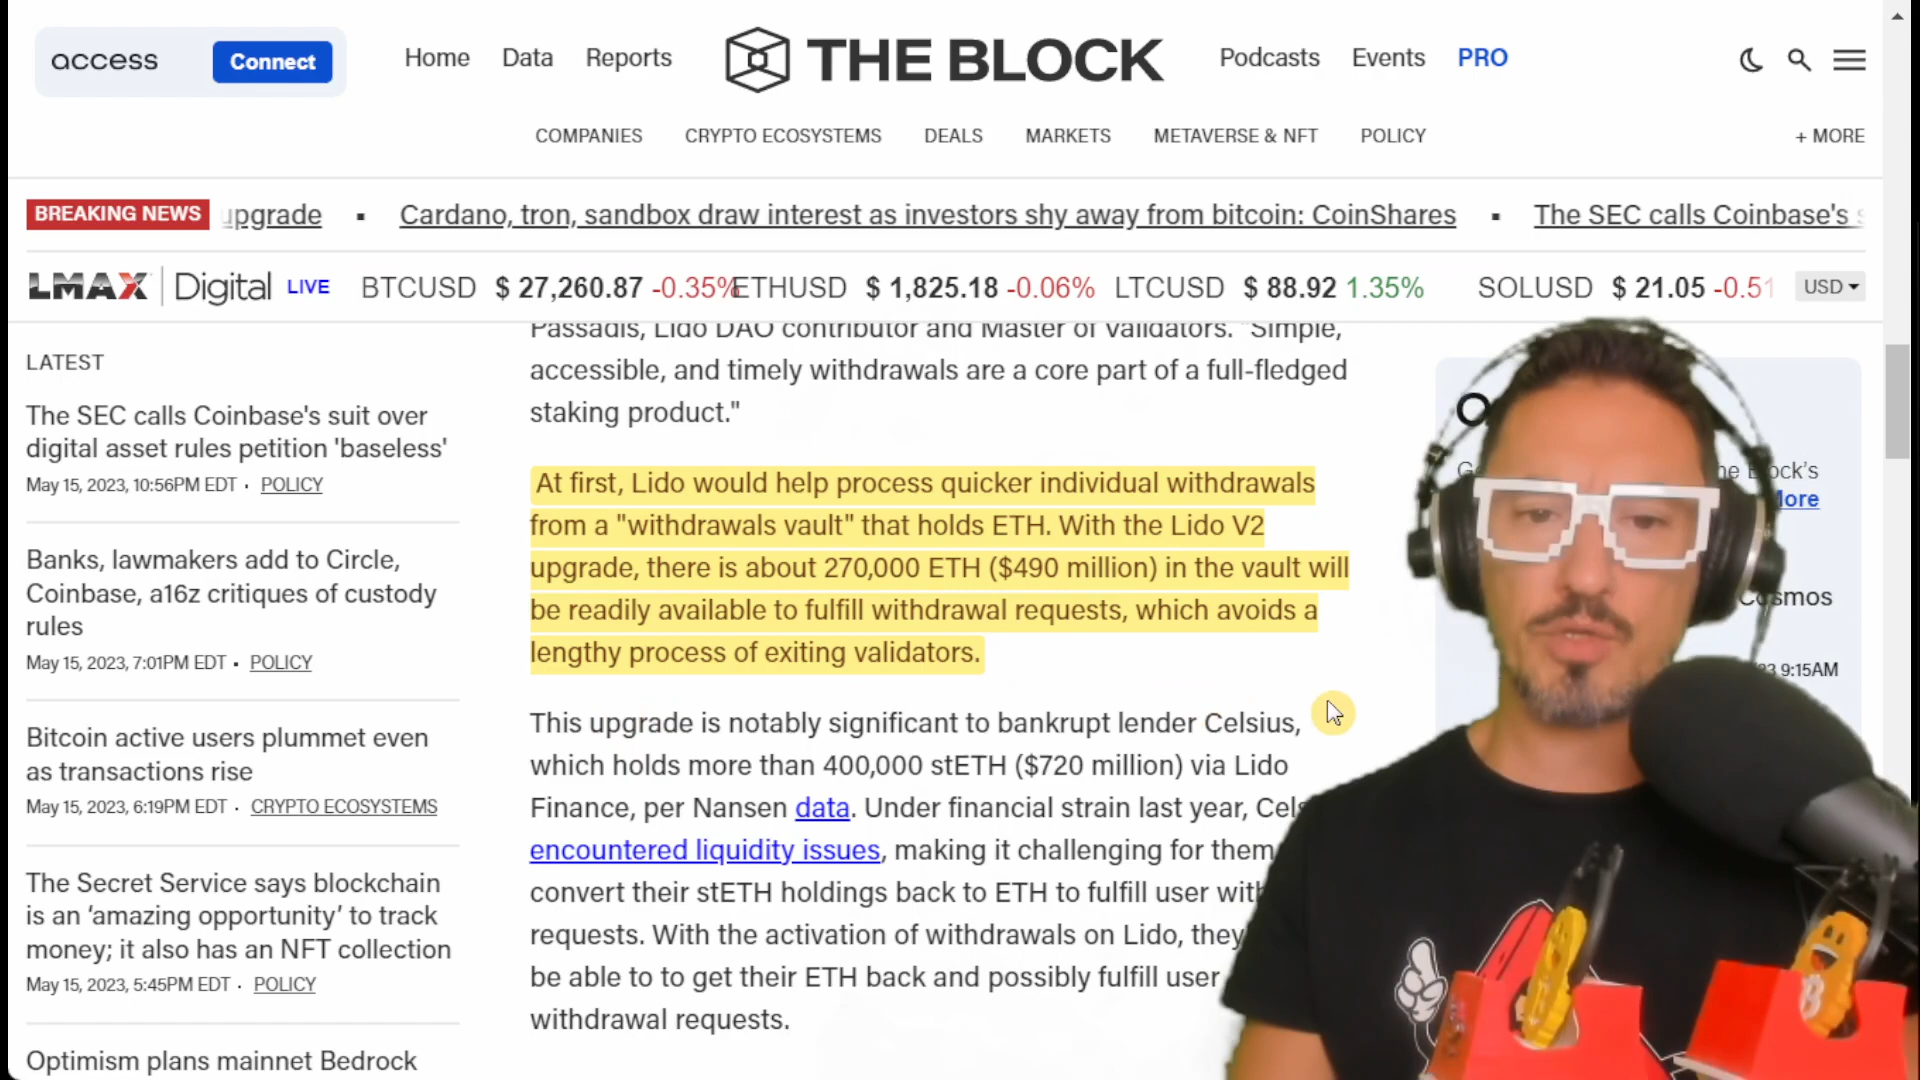 access
Connect
Home
Data
Reports
THE BLOCK
Podcasts
Events
PRO
COMPANIES
CRYPTO ECOSYSTEMS
DEALS
MARKETS
METAVERSE & NFT
POLICY
+ MORE
BREAKING NEWS
upgrade
▪
Cardano, tron, sandbox draw interest as investors shy away from bitcoin: CoinShares
▪
The SEC calls Coinbase's
LMAX Digital
LIVE
BTCUSD $ 27,260.87 -0.35%
ETHUSD $ 1,825.18 -0.06%
LTCUSD $ 88.92 1.35%
SOLUSD $ 21.05 -0.51
USD
LATEST
The SEC calls Coinbase's suit over
digital asset rules petition 'baseless'
May 15, 2023, 10:56PM EDT • POLICY
Banks, lawmakers add to Circle,
Coinbase, a16z critiques of custody
rules
May 15, 2023, 7:01PM EDT • POLICY
Bitcoin active users plummet even
as transactions rise
May 15, 2023, 6:19PM EDT • CRYPTO ECOSYSTEMS
The Secret Service says blockchain
is an ‘amazing opportunity’ to track
money; it also has an NFT collection
May 15, 2023, 5:45PM EDT • POLICY
Optimism plans mainnet Bedrock
Passadis, Lido DAO contributor and Master of Validators. "Simple,
accessible, and timely withdrawals are a core part of a full-fledged
staking product."
At first, Lido would help process quicker individual withdrawals
from a "withdrawals vault" that holds ETH. With the Lido V2
upgrade, there is about 270,000 ETH ($490 million) in the vault will
be readily available to fulfill withdrawal requests, which avoids a
lengthy process of exiting validators.
This upgrade is notably significant to bankrupt lender Celsius,
which holds more than 400,000 stETH ($720 million) via Lido
Finance, per Nansen data. Under financial strain last year, Cels
encountered liquidity issues, making it challenging for them
convert their stETH holdings back to ETH to fulfill user with
requests. With the activation of withdrawals on Lido, they
be able to to get their ETH back and possibly fulfill user
withdrawal requests.
he Block’s
More
Cosmos
9:15AM